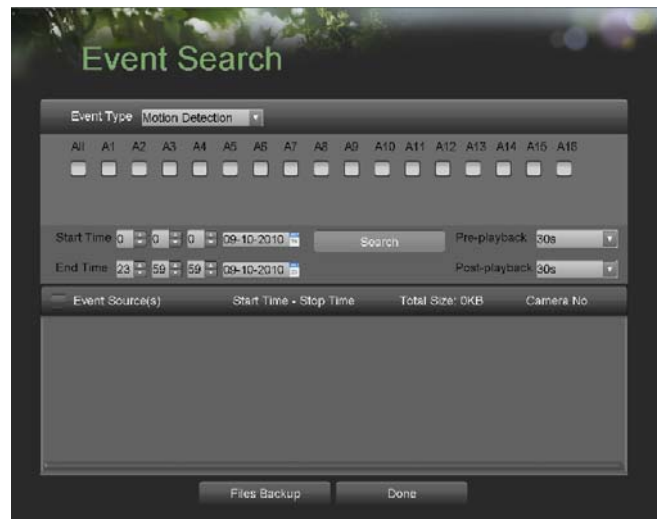 Event Search
Event Type Motion Detection
All A1 A2 A3 A4 A5 A6 A7 A8 A9 A10 A11 A12 A13 A14 A15 A16
Start Time 0 0 0 09-10-2010 Search Pre-playback 30s
End Time 23 59 59 09-10-2010 Post-playback 30s
Event Source(s) Start Time - Stop Time Total Size: 0KB Camera No
Files Backup Done